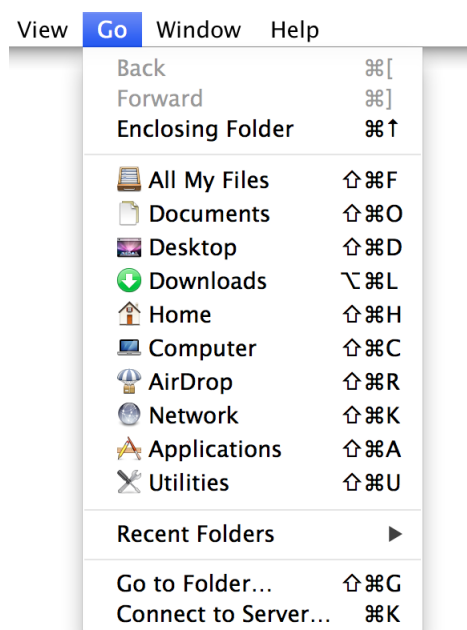 View Go Window Help
Back ⌘[
Forward ⌘]
Enclosing Folder ⌘↑
All My Files ⇧⌘F
Documents ⇧⌘O
Desktop ⇧⌘D
Downloads ⌥⌘L
Home ⇧⌘H
Computer ⇧⌘C
AirDrop ⇧⌘R
Network ⇧⌘K
Applications ⇧⌘A
Utilities ⇧⌘U
Recent Folders ▶
Go to Folder... ⇧⌘G
Connect to Server... ⌘K